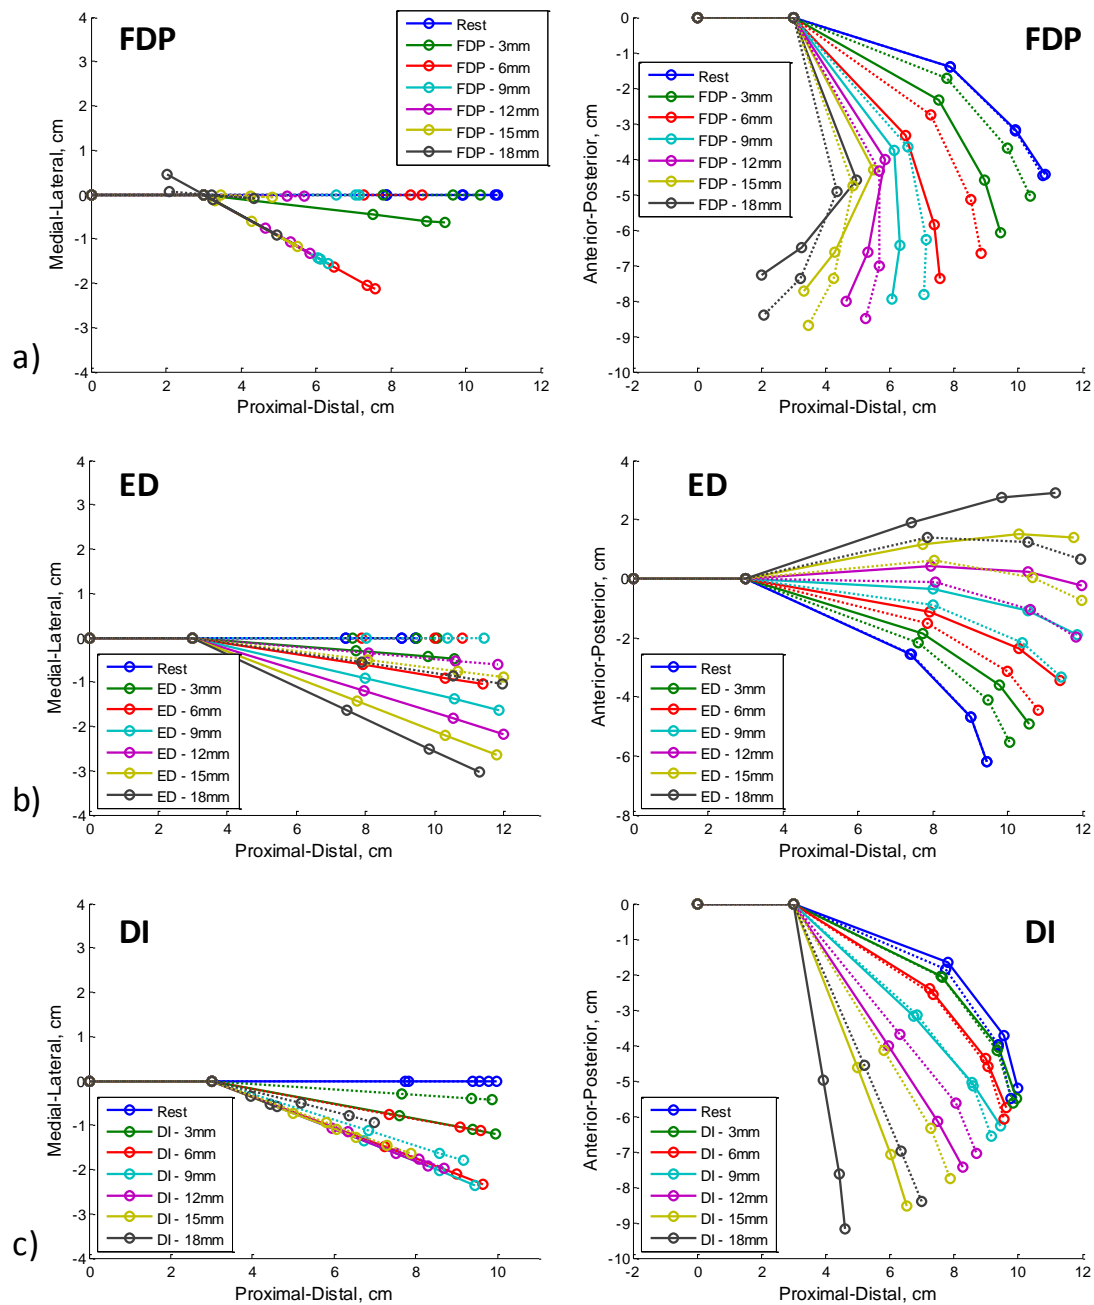 a)
FDP
4
3
2
1
0
-1
-2
-3
-4
Medial-Lateral, cm
0 2 4 6 8 10 12
Proximal-Distal, cm
Rest
FDP - 3mm
FDP - 6mm
FDP - 9mm
FDP - 12mm
FDP - 15mm
FDP - 18mm
FDP
0
-1
-2
-3
-4
-5
-6
-7
-8
-9
-10
Anterior-Posterior, cm
-2 0 2 4 6 8 10 12
Proximal-Distal, cm
Rest
FDP - 3mm
FDP - 6mm
FDP - 9mm
FDP - 12mm
FDP - 15mm
FDP - 18mm
b)
ED
4
3
2
1
0
-1
-2
-3
-4
Medial-Lateral, cm
0 2 4 6 8 10 12
Proximal-Distal, cm
Rest
ED - 3mm
ED - 6mm
ED - 9mm
ED - 12mm
ED - 15mm
ED - 18mm
ED
4
2
0
-2
-4
-6
-8
Anterior-Posterior, cm
0 2 4 6 8 10 12
Proximal-Distal, cm
Rest
ED - 3mm
ED - 6mm
ED - 9mm
ED - 12mm
ED - 15mm
ED - 18mm
c)
DI
4
3
2
1
0
-1
-2
-3
-4
Medial-Lateral, cm
0 2 4 6 8 10
Proximal-Distal, cm
Rest
DI - 3mm
DI - 6mm
DI - 9mm
DI - 12mm
DI - 15mm
DI - 18mm
DI
0
-1
-2
-3
-4
-5
-6
-7
-8
-9
-10
Anterior-Posterior, cm
-2 0 2 4 6 8 10 12
Proximal-Distal, cm
Rest
DI - 3mm
DI - 6mm
DI - 9mm
DI - 12mm
DI - 15mm
DI - 18mm